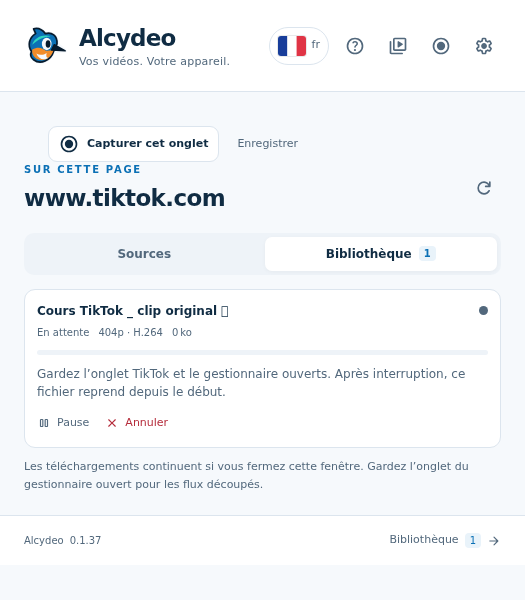 Alcydeo
Vos vidéos. Votre appareil.
fr
Capturer cet onglet
Enregistrer
SUR CETTE PAGE
www.tiktok.com
Sources
Bibliothèque 1
Cours TikTok _ clip original
En attente 404p · H.264 0 ko
Gardez l’onglet TikTok et le gestionnaire ouverts. Après interruption, ce
fichier reprend depuis le début.
Pause
Annuler
Les téléchargements continuent si vous fermez cette fenêtre. Gardez l’onglet du
gestionnaire ouvert pour les flux découpés.
Alcydeo 0.1.37
Bibliothèque 1